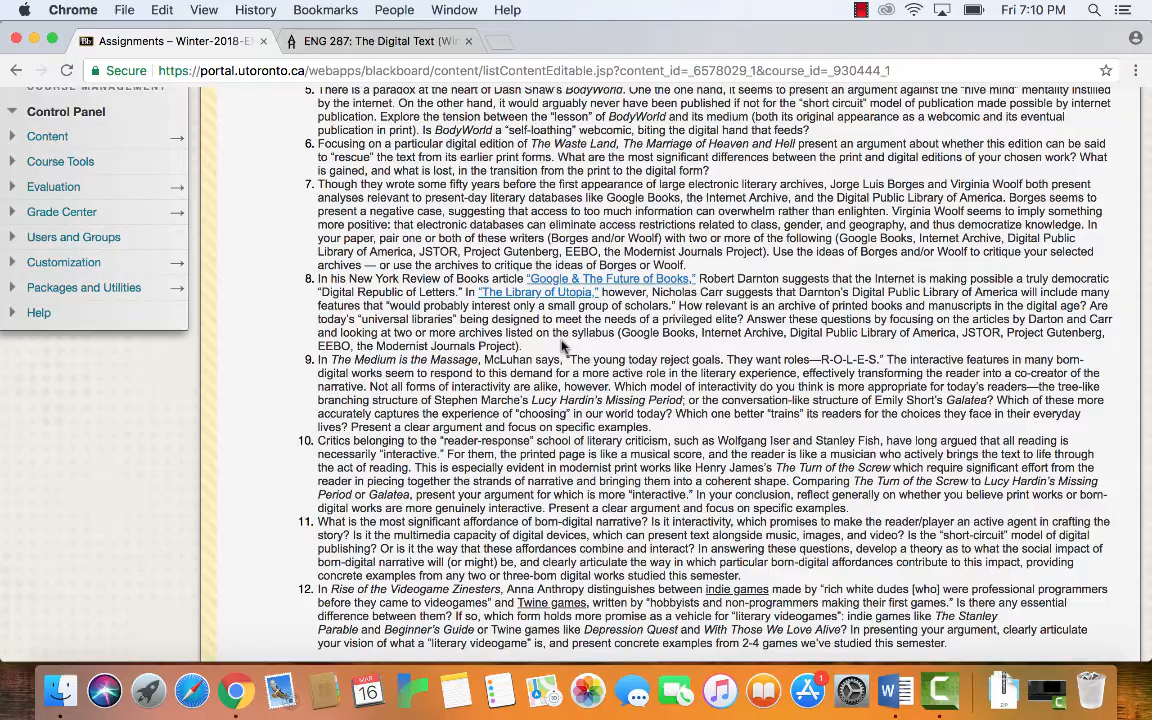 Chrome File Edit View History Bookmarks People Window Help Fri 7:10 PM
Assignments – Winter-2018-E ENG 287: The Digital Text (Win
Secure https://portal.utoronto.ca/webapps/blackboard/content/listContentEditable.jsp?content_id=_6578029_1&course_id=_930444_1
COURSE MANAGEMENT
Control Panel
Content
Course Tools
Evaluation
Grade Center
Users and Groups
Customization
Packages and Utilities
Help
5. There is a paradox at the heart of Dash Shaw's BodyWorld. One the one hand, it seems to present an argument against the "hive mind" mentality instilled
by the internet. On the other hand, it would arguably never have been published if not for the "short circuit" model of publication made possible by internet
publication. Explore the tension between the "lesson" of BodyWorld and its medium (both its original appearance as a webcomic and its eventual
publication in print). Is BodyWorld a "self-loathing" webcomic, biting the digital hand that feeds?
6. Focusing on a particular digital edition of The Waste Land, The Marriage of Heaven and Hell present an argument about whether this edition can be said
to "rescue" the text from its earlier print forms. What are the most significant differences between the print and digital editions of your chosen work? What
is gained, and what is lost, in the transition from the print to the digital form?
7. Though they wrote some fifty years before the first appearance of large electronic literary archives, Jorge Luis Borges and Virginia Woolf both present
analyses relevant to present-day literary databases like Google Books, the Internet Archive, and the Digital Public Library of America. Borges seems to
present a negative case, suggesting that access to too much information can overwhelm rather than enlighten. Virginia Woolf seems to imply something
more positive: that electronic databases can eliminate access restrictions related to class, gender, and geography, and thus democratize knowledge. In
your paper, pair one or both of these writers (Borges and/or Woolf) with two or more of the following (Google Books, Internet Archive, Digital Public
Library of America, JSTOR, Project Gutenberg, EEBO, the Modernist Journals Project). Use the ideas of Borges and/or Woolf to critique your selected
archives — or use the archives to critique the ideas of Borges or Woolf.
8. In his New York Review of Books article "Google & The Future of Books," Robert Darnton suggests that the Internet is making possible a truly democratic
"Digital Republic of Letters." In "The Library of Utopia," however, Nicholas Carr suggests that Darnton's Digital Public Library of America will include many
features that "would probably interest only a small group of scholars." How relevant is an archive of printed books and manuscripts in the digital age? Are
today's "universal libraries" being designed to meet the needs of a privileged elite? Answer these questions by focusing on the articles by Darnton and Carr
and looking at two or more archives listed on the syllabus (Google Books, Internet Archive, Digital Public Library of America, JSTOR, Project Gutenberg,
EEBO, the Modernist Journals Project).
9. In The Medium is the Massage, McLuhan says, "The young today reject goals. They want roles—R-O-L-E-S." The interactive features in many born-
digital works seem to respond to this demand for a more active role in the literary experience, effectively transforming the reader into a co-creator of the
narrative. Not all forms of interactivity are alike, however. Which model of interactivity do you think is more appropriate for today's readers—the tree-like
branching structure of Stephen Marche's Lucy Hardin's Missing Period; or the conversation-like structure of Emily Short's Galatea? Which of these more
accurately captures the experience of "choosing" in our world today? Which one better "trains" its readers for the choices they face in their everyday
lives? Present a clear argument and focus on specific examples.
10. Critics belonging to the "reader-response" school of literary criticism, such as Wolfgang Iser and Stanley Fish, have long argued that all reading is
necessarily "interactive." For them, the printed page is like a musical score, and the reader is like a musician who actively brings the text to life through
the act of reading. This is especially evident in modernist print works like Henry James's The Turn of the Screw which require significant effort from the
reader in piecing together the strands of narrative and bringing them into a coherent shape. Comparing The Turn of the Screw to Lucy Hardin's Missing
Period or Galatea, present your argument for which is more "interactive." In your conclusion, reflect generally on whether you believe print works or born-
digital works are more genuinely interactive. Present a clear argument and focus on specific examples.
11. What is the most significant affordance of born-digital narrative? Is it interactivity, which promises to make the reader/player an active agent in crafting the
story? Is it the multimedia capacity of digital devices, which can present text alongside music, images, and video? Is the "short-circuit" model of digital
publishing? Or is it the way that these affordances combine and interact? In answering these questions, develop a theory as to what the social impact of
born-digital narrative will (or might) be, and clearly articulate the way in which particular born-digital affordances contribute to this impact, providing
concrete examples from any two or three-born digital works studied this semester.
12. In Rise of the Videogame Zinesters, Anna Anthropy distinguishes between indie games made by "rich white dudes [who] were professional programmers
before they came to videogames" and Twine games, written by "hobbyists and non-programmers making their first games." Is there any essential
difference between them? If so, which form holds more promise as a vehicle for "literary videogames": indie games like The Stanley
Parable and Beginner's Guide or Twine games like Depression Quest and With Those We Love Alive? In presenting your argument, clearly articulate
your vision of what a "literary videogame" is, and present concrete examples from 2-4 games we've studied this semester.
MAR
16
1
ZIP